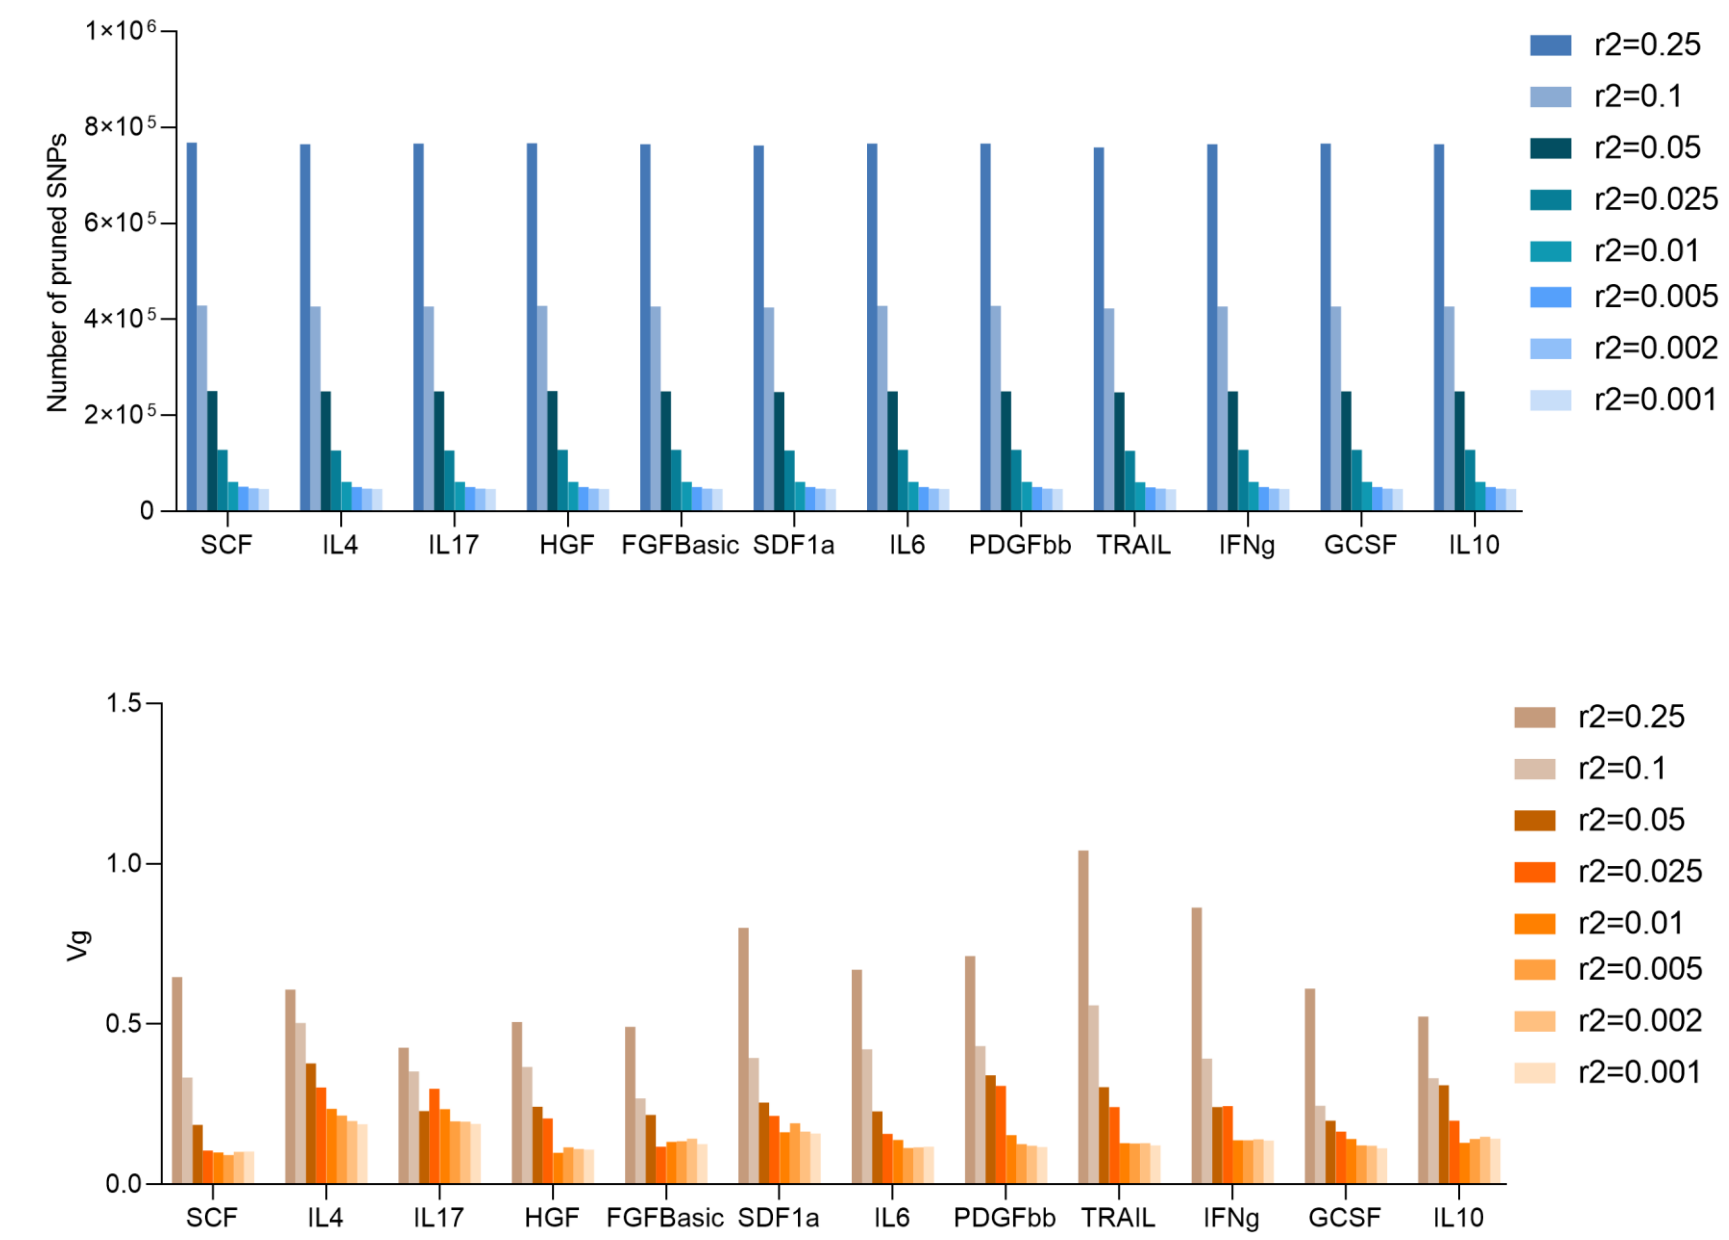 1×10⁶
8×10⁵
6×10⁵
4×10⁵
2×10⁵
0
Number of pruned SNPs
SCF IL4 IL17 HGF FGFBasic SDF1a IL6 PDGFbb TRAIL IFNg GCSF IL10
r2=0.25
r2=0.1
r2=0.05
r2=0.025
r2=0.01
r2=0.005
r2=0.002
r2=0.001
1.5
1.0
0.5
0.0
Vg
SCF IL4 IL17 HGF FGFBasic SDF1a IL6 PDGFbb TRAIL IFNg GCSF IL10
r2=0.25
r2=0.1
r2=0.05
r2=0.025
r2=0.01
r2=0.005
r2=0.002
r2=0.001